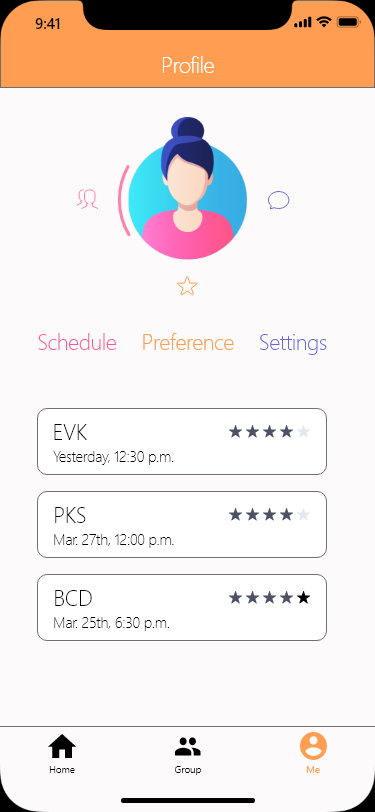 9:41
Profile
Schedule Preference Settings
EVK
Yesterday, 12:30 p.m.
PKS
Mar. 27th, 12:00 p.m.
BCD
Mar. 25th, 6:30 p.m.
Home Group Me